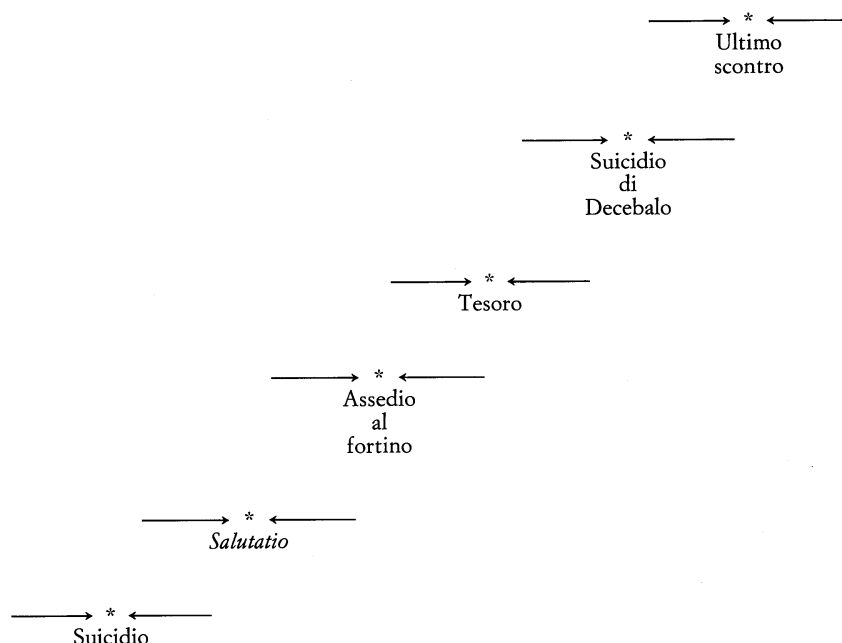 *
Ultimo
scontro
*
Suicidio
di
Decebalo
*
Tesoro
*
Assedio
al
fortino
*
Salutatio
*
Suicidio